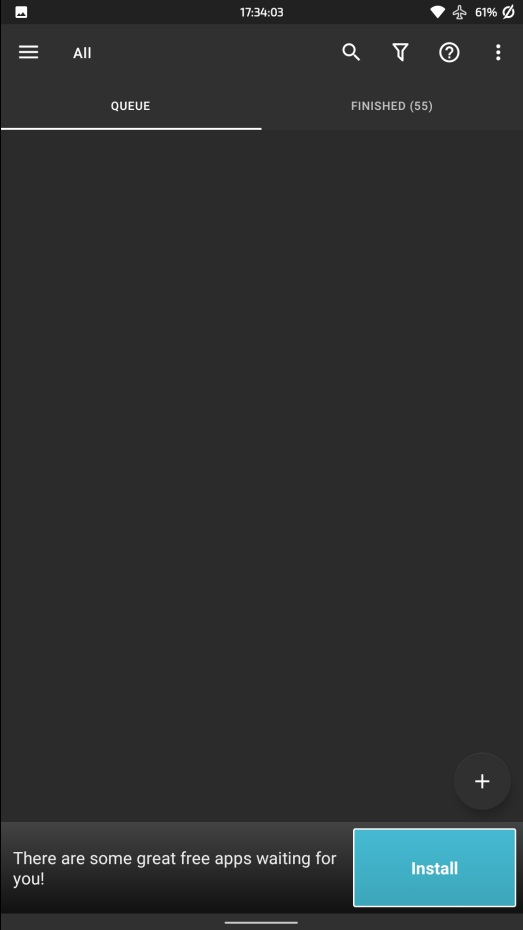 17:34:03
61%
All
QUEUE
FINISHED (55)
There are some great free apps waiting for
you!
Install